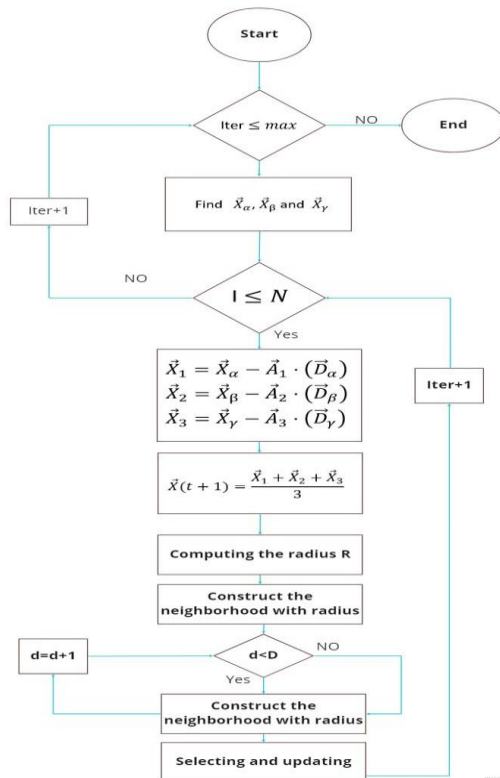 Start
Iter ≤ max
NO
End
Find X⃗α, X⃗β and X⃗γ
Iter+1
NO
I ≤ N
Yes
X⃗1 = X⃗α − A⃗1 · (D⃗α)
X⃗2 = X⃗β − A⃗2 · (D⃗β)
X⃗3 = X⃗γ − A⃗3 · (D⃗γ)
Iter+1
X⃗(t + 1) = (X⃗1 + X⃗2 + X⃗3) / 3
Computing the radius R
Construct the
neighborhood with radius
d=d+1
d<D
NO
Yes
Construct the
neighborhood with radius
Selecting and updating